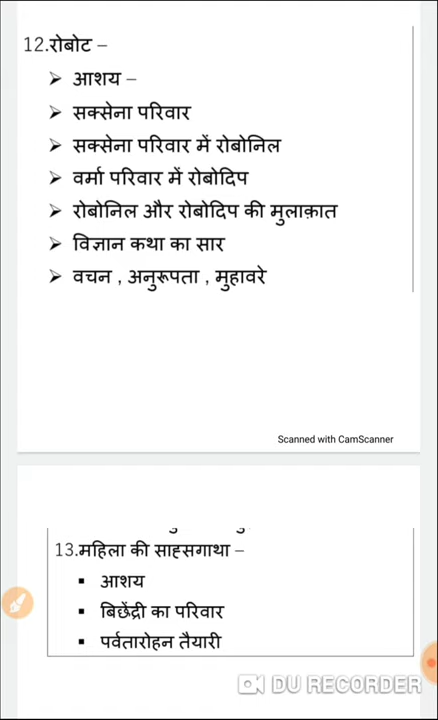 12.रोबोट –
➢ आशय –
➢ सक्सेना परिवार
➢ सक्सेना परिवार में रोबोनिल
➢ वर्मा परिवार में रोबोदिप
➢ रोबोनिल और रोबोदिप की मुलाक़ात
➢ विज्ञान कथा का सार
➢ वचन , अनुरूपता , मुहावरे
Scanned with CamScanner
13.महिला की साहसगाथा –
▪ आशय
▪ बिछेंद्री का परिवार
▪ पर्वतारोहन तैयारी
DU RECORDER